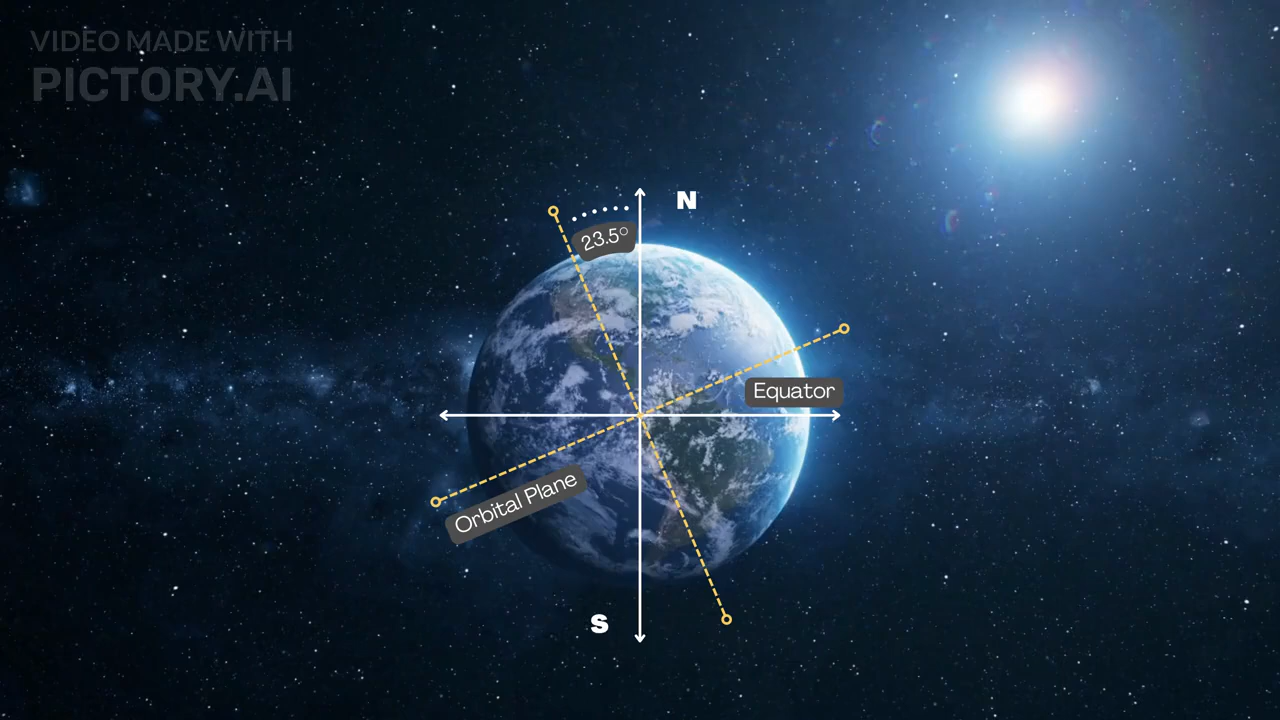 VIDEO MADE WITH
PICTORY.AI
N
23.5°
Equator
Orbital Plane
S